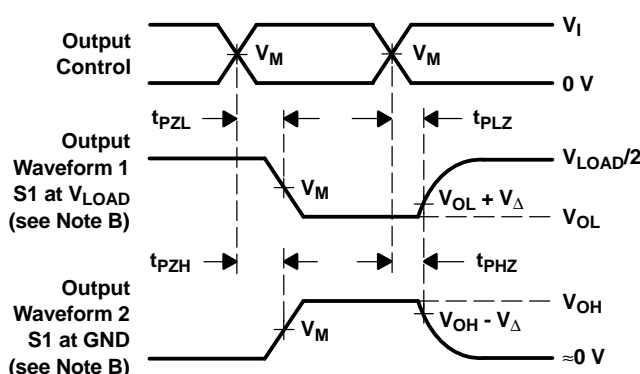 Output
Control
V_I
V_M
V_M
0 V
t_PZL
t_PLZ
Output
Waveform 1
S1 at V_LOAD
(see Note B)
V_LOAD/2
V_M
V_OL + V_Δ
V_OL
t_PZH
t_PHZ
Output
Waveform 2
S1 at GND
(see Note B)
V_OH
V_M
V_OH - V_Δ
≈0 V